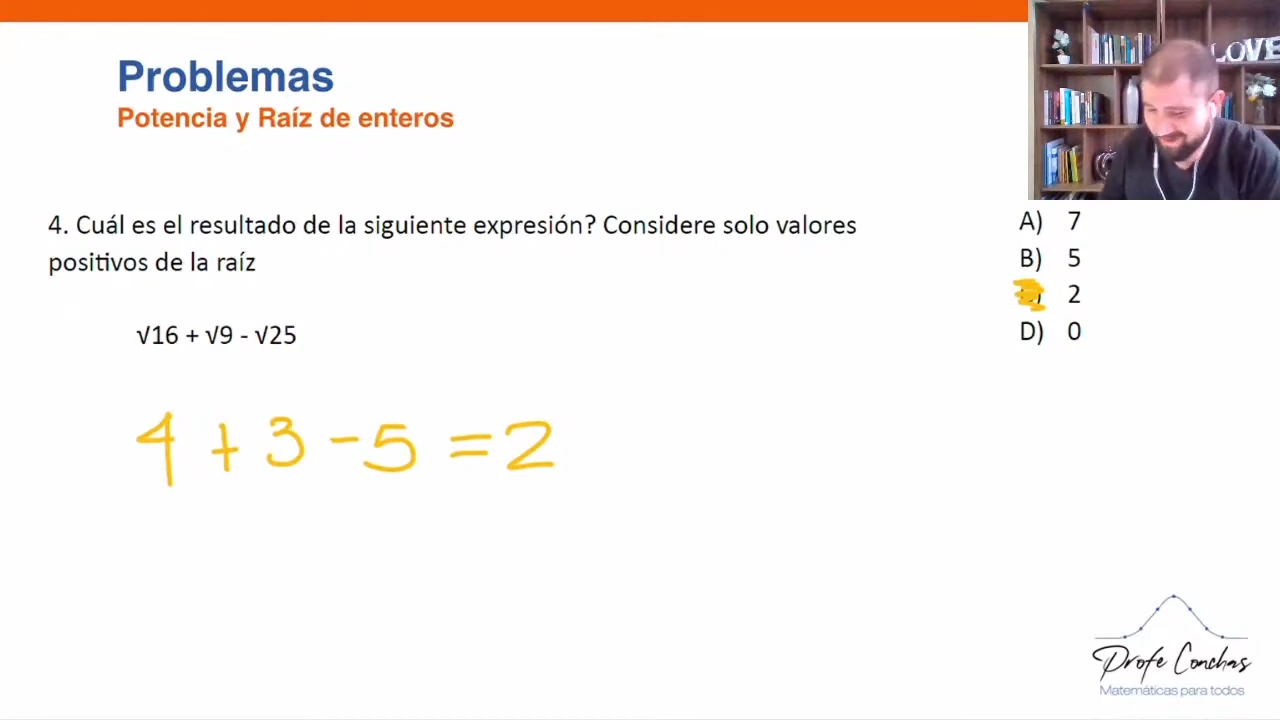 Problemas
Potencia y Raíz de enteros
LOVE
4. Cuál es el resultado de la siguiente expresión? Considere solo valores
positivos de la raíz
√16 + √9 - √25
4 + 3 - 5 = 2
A) 7
B) 5
2
D) 0
Profe Conchas
Matemáticas para todos